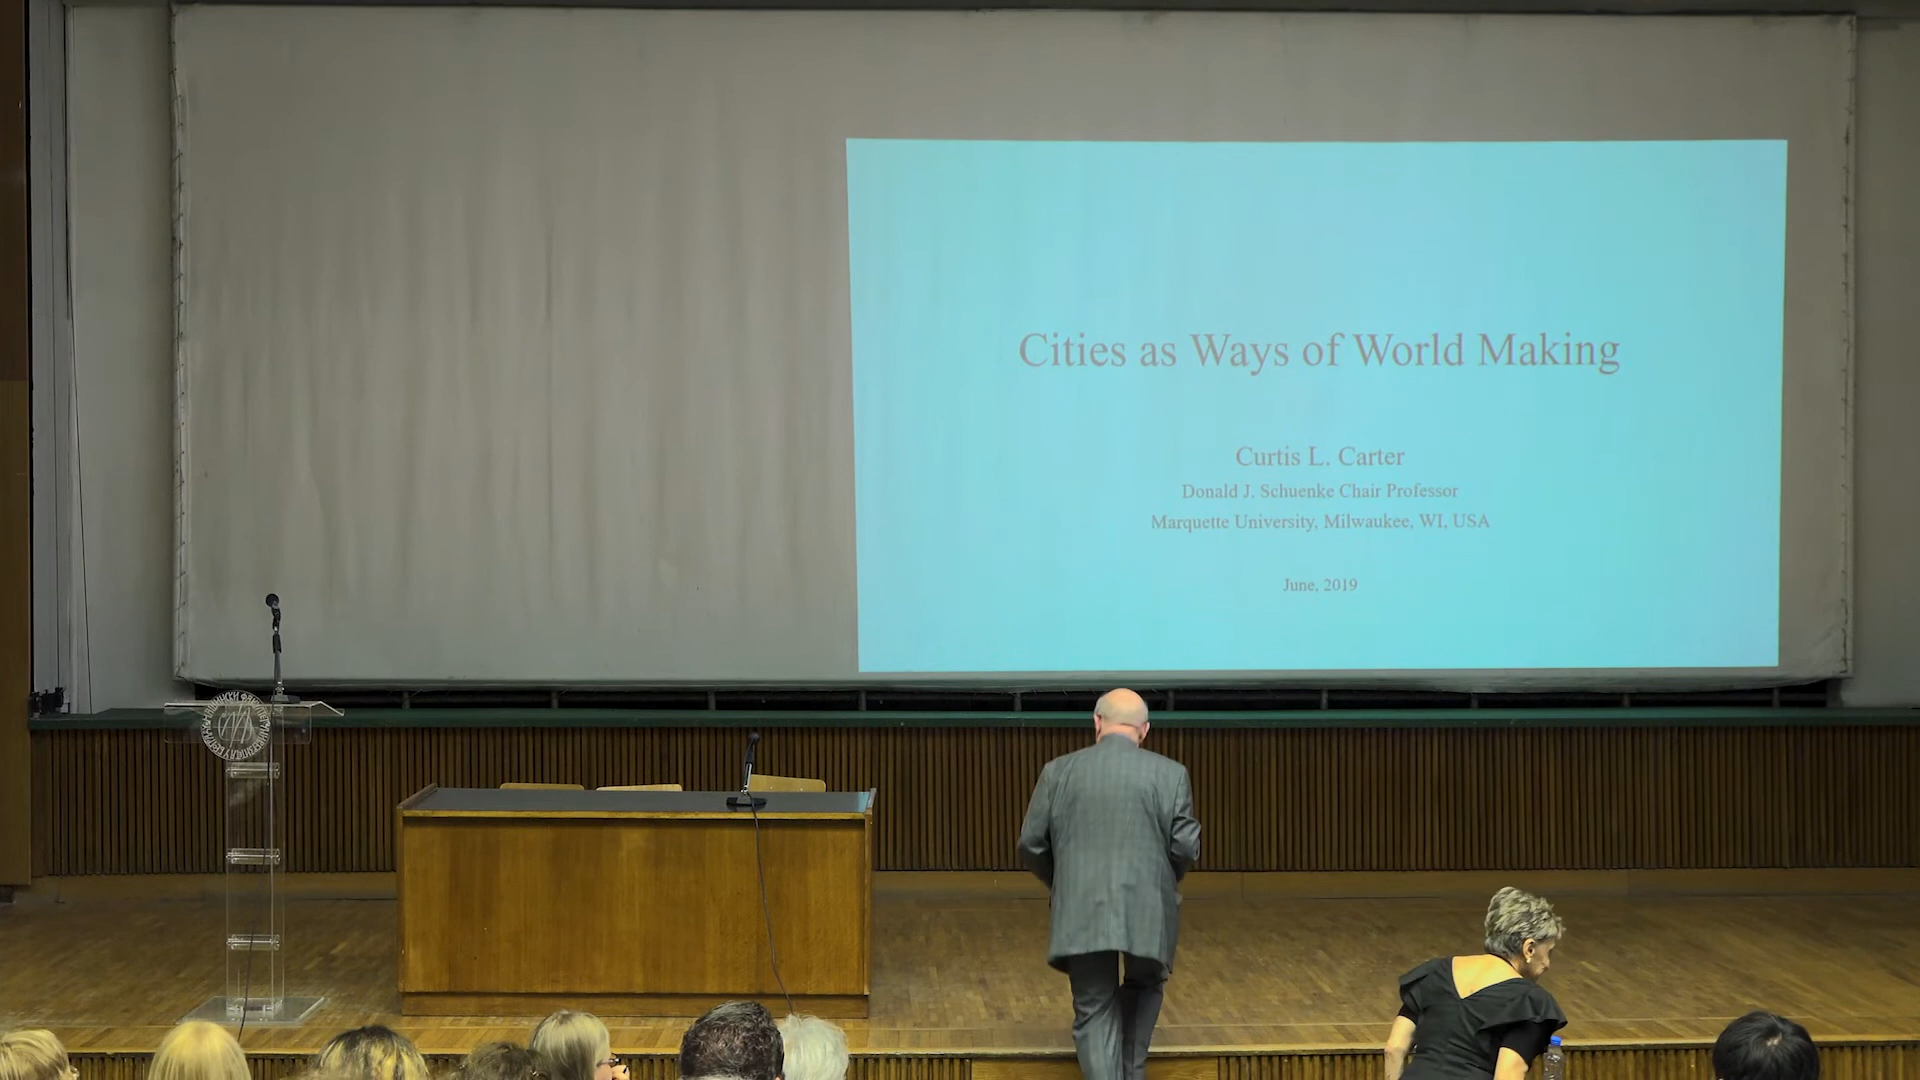 Cities as Ways of World Making
Curtis L. Carter
Donald J. Schuenke Chair Professor
Marquette University, Milwaukee, WI, USA
June, 2019